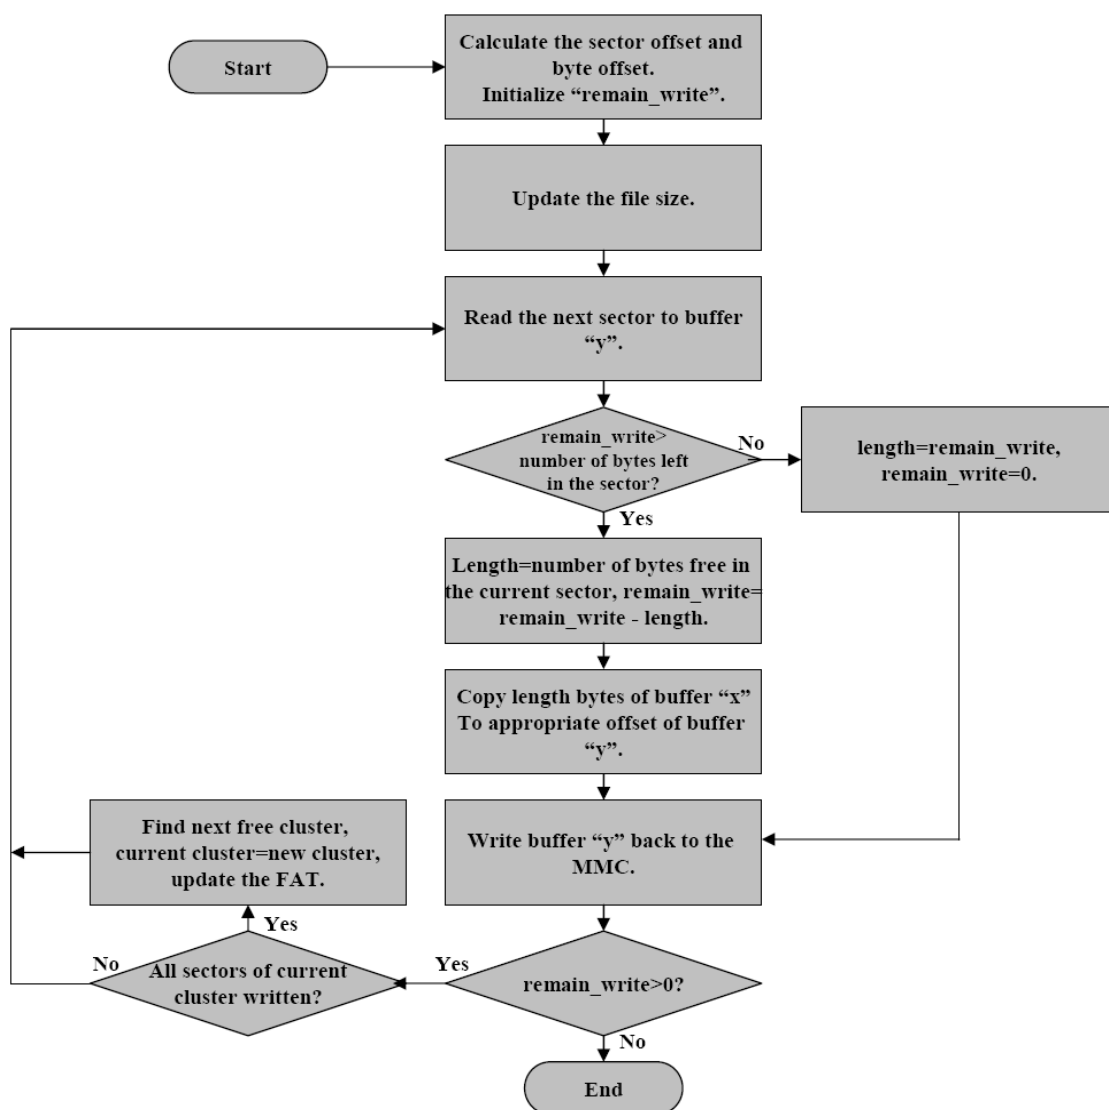 Start
Calculate the sector offset and
byte offset.
Initialize “remain_write”.
Update the file size.
Read the next sector to buffer
“y”.
remain_write>
number of bytes left
in the sector?
No
length=remain_write,
remain_write=0.
Yes
Length=number of bytes free in
the current sector, remain_write=
remain_write - length.
Copy length bytes of buffer “x”
To appropriate offset of buffer
“y”.
Write buffer “y” back to the
MMC.
Find next free cluster,
current cluster=new cluster,
update the FAT.
Yes
No
All sectors of current
cluster written?
Yes
remain_write>0?
No
End